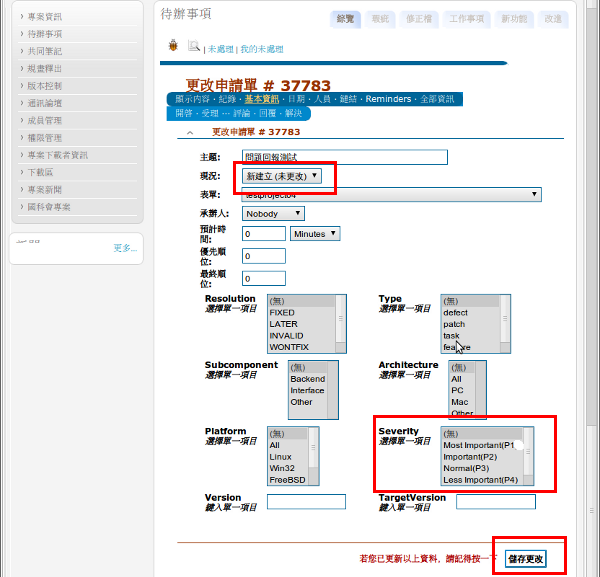 待辦事項
綜覽 瑕疵 修正檔 工作事項 新功能 改進
專案資訊
待辦事項
共同筆記
規畫釋出
版本控制
通訊論壇
成員管理
權限管理
專案下載者資訊
下載區
專案新聞
國科會專案
更多...
| 未處理 | 我的未處理
更改申請單 # 37783
顯示內容 · 紀錄 · 基本資訊 · 日期 · 人員 · 鏈結 · Reminders · 全部資訊
問答 · 受理 --- 評論 · 回覆 · 解決
更改申請單 # 37783
主題: 問題回報測試
現況: 新建立 (未更改)
表單: testproject04
承辦人: Nobody
預計時間: 0 Minutes
優先順位: 0
最終順位: 0
Resolution
選擇單一項目
(無)
FIXED
LATER
INVALID
WONTFIX
Type
選擇單一項目
(無)
defect
patch
task
feature
Subcomponent
選擇單一項目
(無)
Backend
Interface
Other
Architecture
選擇單一項目
(無)
All
PC
Mac
Other
Platform
選擇單一項目
(無)
All
Linux
Win32
FreeBSD
Severity
選擇單一項目
(無)
Most Important(P1
Important(P2)
Normal(P3)
Less Important(P4)
Version
鍵入單一項目
TargetVersion
鍵入單一項目
若您已更新以上資料, 請記得按一下 儲存更改